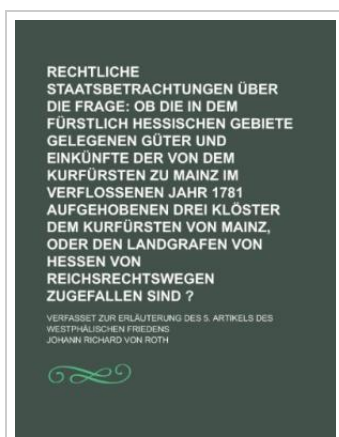 RECHTLICHE
STAATSBETRACHTUNGEN ÜBER
DIE FRAGE: OB DIE IN DEM
FÜRSTLICH HESSISCHEN GEBIETE
GELEGENEN GÜTER UND
EINKÜNFTE DER VON DEM
KURFÜRSTEN ZU MAINZ IM
VERFLOSSENEN JAHR 1781
AUFGEHOBENEN DREI KLÖSTER
DEM KURFÜRSTEN VON MAINZ,
ODER DEN LANDGRAFEN VON
HESSEN VON
REICHSRECHTSWEGEN
ZUGEFALLEN SIND ?
VERFASSET ZUR ERLÄUTERUNG DES 5. ARTIKELS DES
WESTPHÄLISCHEN FRIEDENS
JOHANN RICHARD VON ROTH